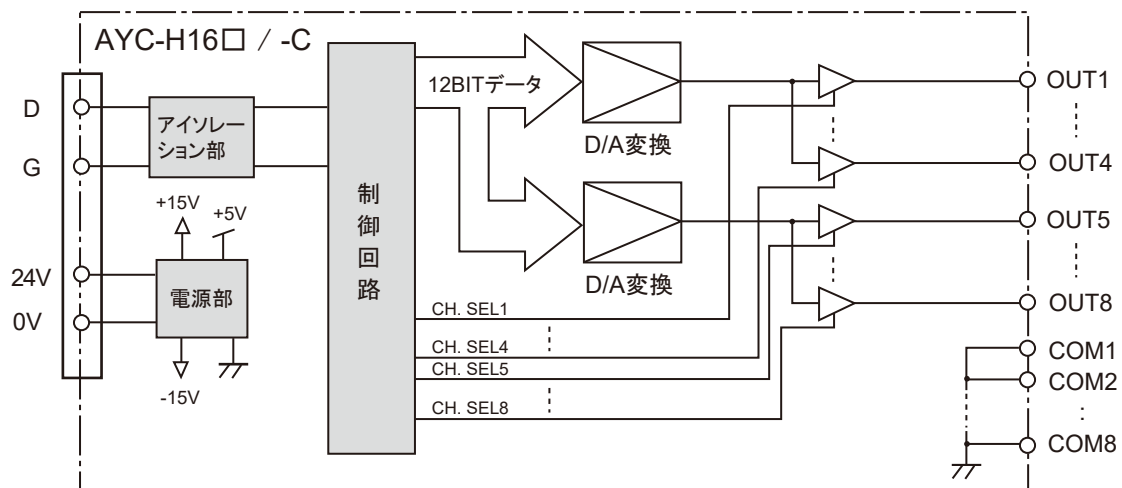 AYC-H16□ / -C
D
G
24V
0V
アイソレー
ション部
+15V
+5V
電源部
-15V
制
御
回
路
12BITデータ
D/A変換
D/A変換
CH. SEL1
CH. SEL4
CH. SEL5
CH. SEL8
OUT1
OUT4
OUT5
OUT8
COM1
COM2
:
COM8